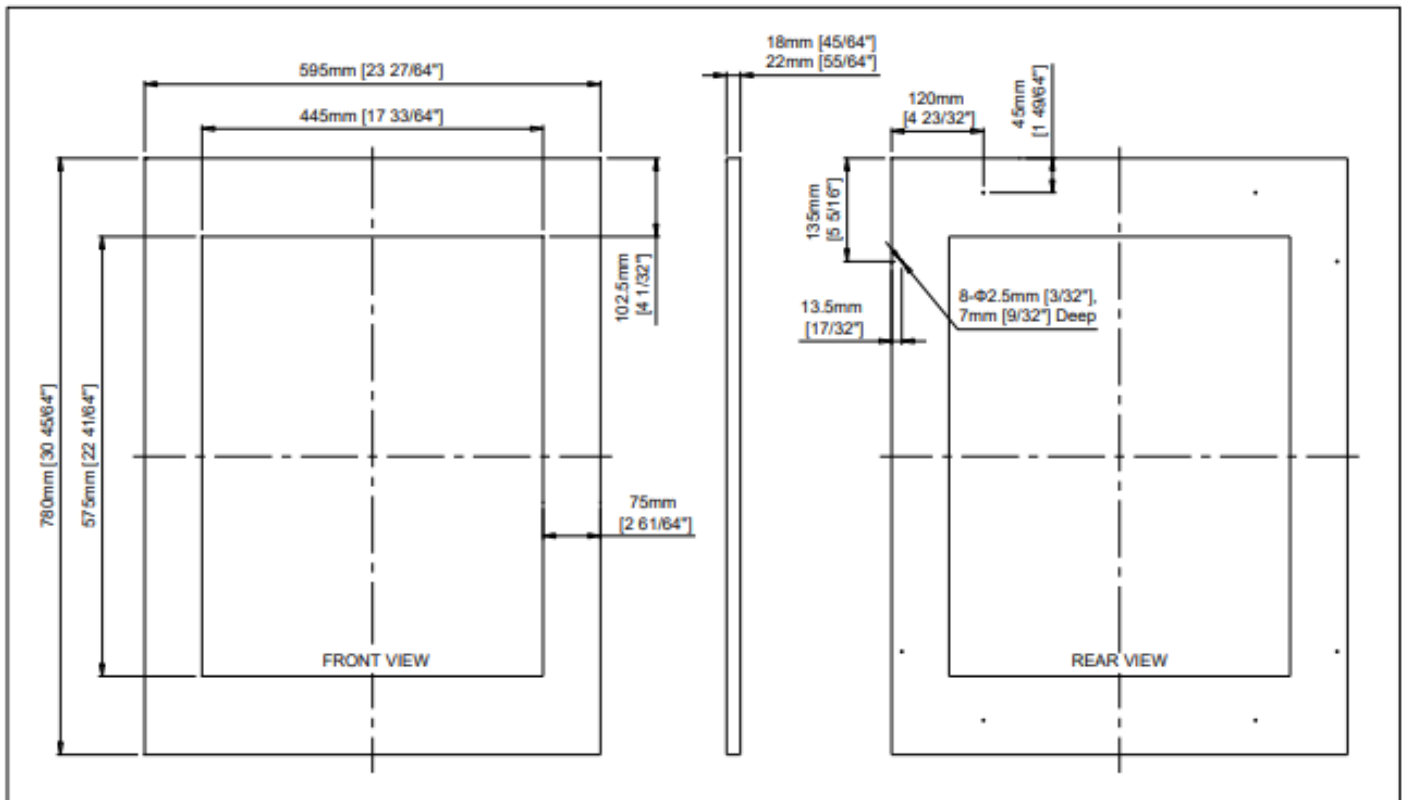 595mm [23 27/64"]
445mm [17 33/64"]
780mm [30 45/64"]
575mm [22 41/64"]
102.5mm
[4 1/32"]
75mm
[2 61/64"]
FRONT VIEW
18mm [45/64"]
22mm [55/64"]
120mm
[4 23/32"]
45mm
[1 49/64"]
135mm
[5 5/16"]
13.5mm
[17/32"]
8-Φ2.5mm [3/32"],
7mm [9/32"] Deep
REAR VIEW